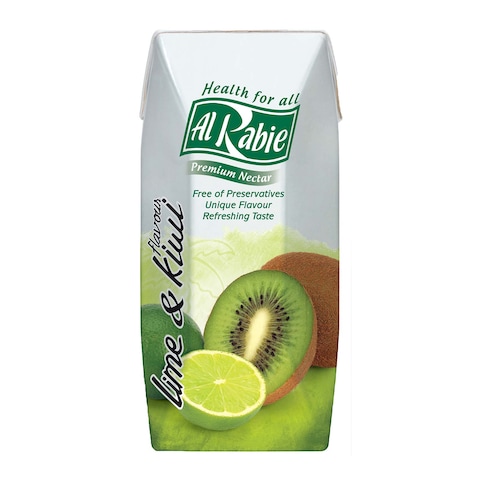 Health for all
Al Rabie
Premium Nectar
Free of Preservatives
Unique Flavour
Refreshing Taste
flavour
lime & kiwi